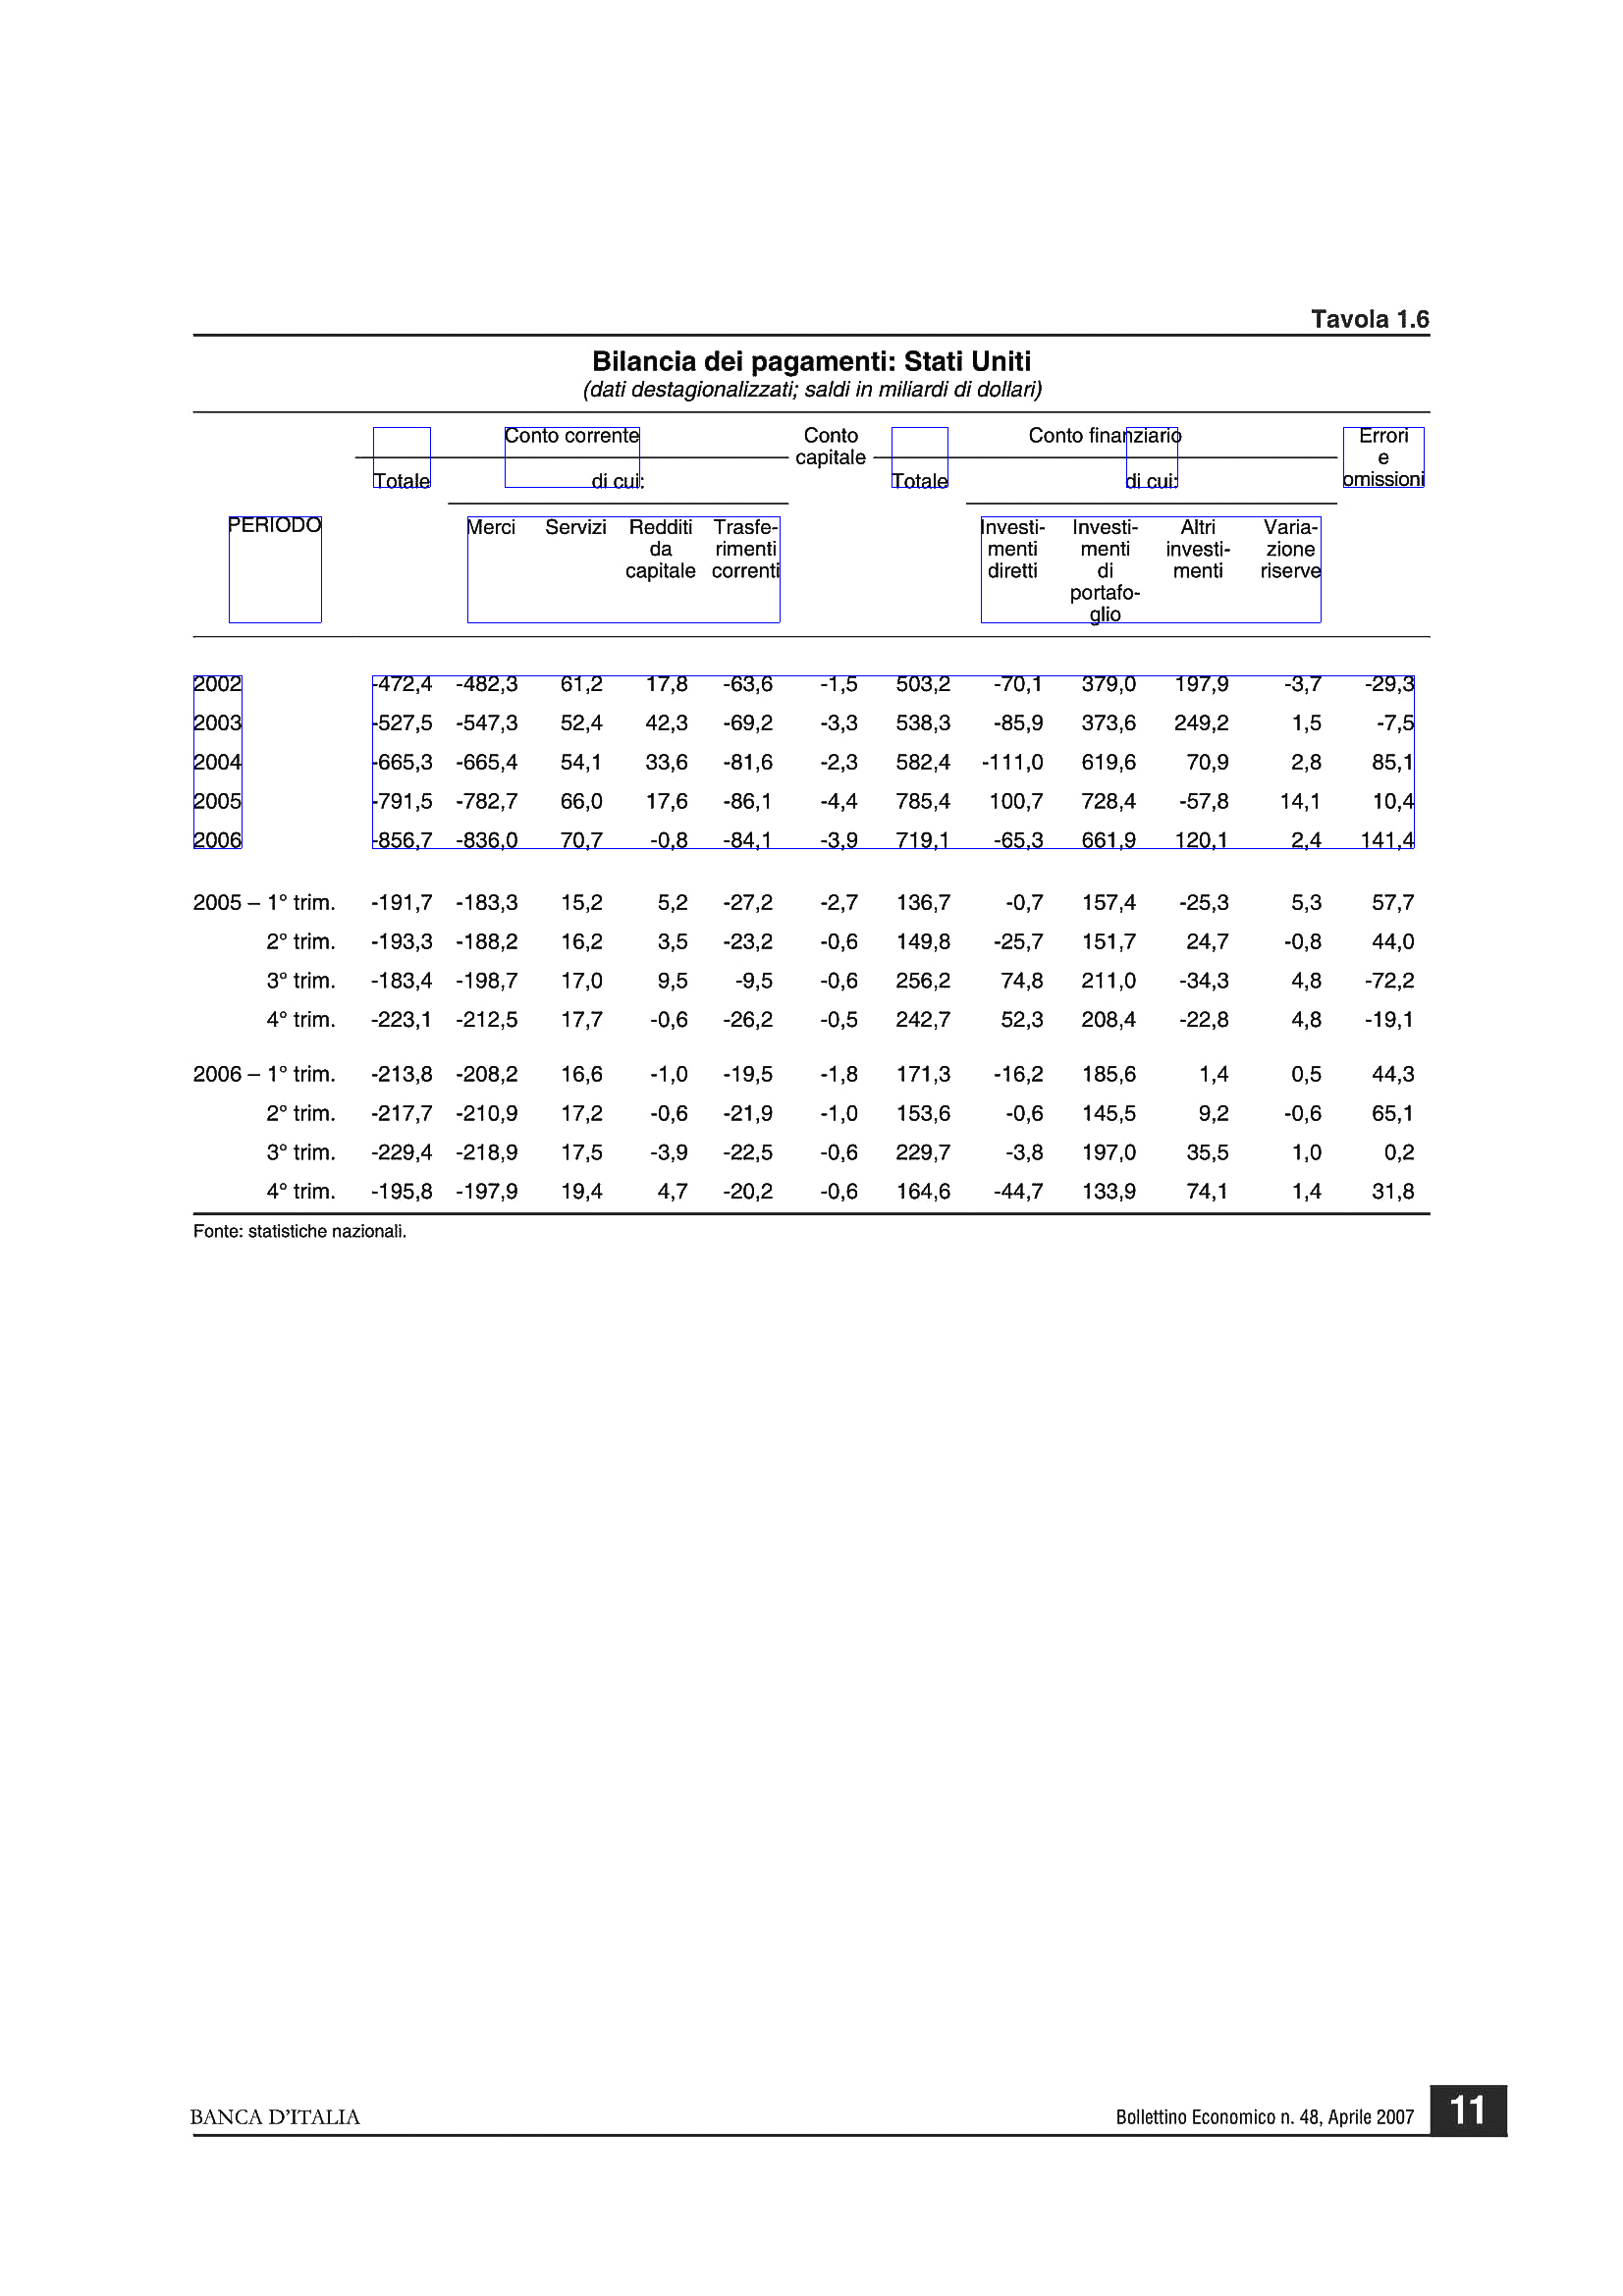 Tavola 1.6
Bilancia dei pagamenti: Stati Uniti
(dati destagionalizzati; saldi in miliardi di dollari)
Conto corrente Conto Conto finanziario Errori
capitale e
Totale di cui: Totale di cui: omissioni
PERIODO Merci Servizi Redditi Trasfe- Investi- Investi- Altri Varia-
da rimenti menti menti investi- zione
capitale correnti diretti di menti riserve
portafo-
glio
2002 -472,4 -482,3 61,2 17,8 -63,6 -1,5 503,2 -70,1 379,0 197,9 -3,7 -29,3
2003 -527,5 -547,3 52,4 42,3 -69,2 -3,3 538,3 -85,9 373,6 249,2 1,5 -7,5
2004 -665,3 -665,4 54,1 33,6 -81,6 -2,3 582,4 -111,0 619,6 70,9 2,8 85,1
2005 -791,5 -782,7 66,0 17,6 -86,1 -4,4 785,4 100,7 728,4 -57,8 14,1 10,4
2006 -856,7 -836,0 70,7 -0,8 -84,1 -3,9 719,1 -65,3 661,9 120,1 2,4 141,4
2005 – 1° trim. -191,7 -183,3 15,2 5,2 -27,2 -2,7 136,7 -0,7 157,4 -25,3 5,3 57,7
2° trim. -193,3 -188,2 16,2 3,5 -23,2 -0,6 149,8 -25,7 151,7 24,7 -0,8 44,0
3° trim. -183,4 -198,7 17,0 9,5 -9,5 -0,6 256,2 74,8 211,0 -34,3 4,8 -72,2
4° trim. -223,1 -212,5 17,7 -0,6 -26,2 -0,5 242,7 52,3 208,4 -22,8 4,8 -19,1
2006 – 1° trim. -213,8 -208,2 16,6 -1,0 -19,5 -1,8 171,3 -16,2 185,6 1,4 0,5 44,3
2° trim. -217,7 -210,9 17,2 -0,6 -21,9 -1,0 153,6 -0,6 145,5 9,2 -0,6 65,1
3° trim. -229,4 -218,9 17,5 -3,9 -22,5 -0,6 229,7 -3,8 197,0 35,5 1,0 0,2
4° trim. -195,8 -197,9 19,4 4,7 -20,2 -0,6 164,6 -44,7 133,9 74,1 1,4 31,8
Fonte: statistiche nazionali.
BANCA D'ITALIA Bollettino Economico n. 48, Aprile 2007 11